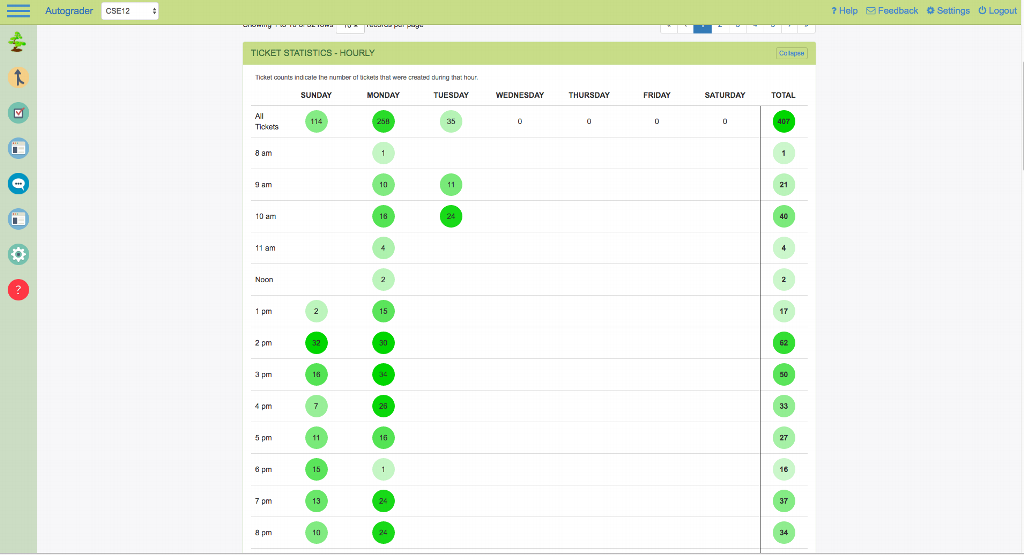 Autograder CSE12 ? Help Feedback Settings Logout
TICKET STATISTICS - HOURLY Collapse
Ticket counts indicate the number of tickets that were created during that hour.
SUNDAY MONDAY TUESDAY WEDNESDAY THURSDAY FRIDAY SATURDAY TOTAL
All Tickets 114 258 35 0 0 0 0 407
8 am 1 1
9 am 10 11 21
10 am 16 24 40
11 am 4 4
Noon 2 2
1 pm 2 15 17
2 pm 32 30 62
3 pm 16 34 50
4 pm 7 26 33
5 pm 11 16 27
6 pm 15 1 16
7 pm 13 24 37
8 pm 10 24 34
?